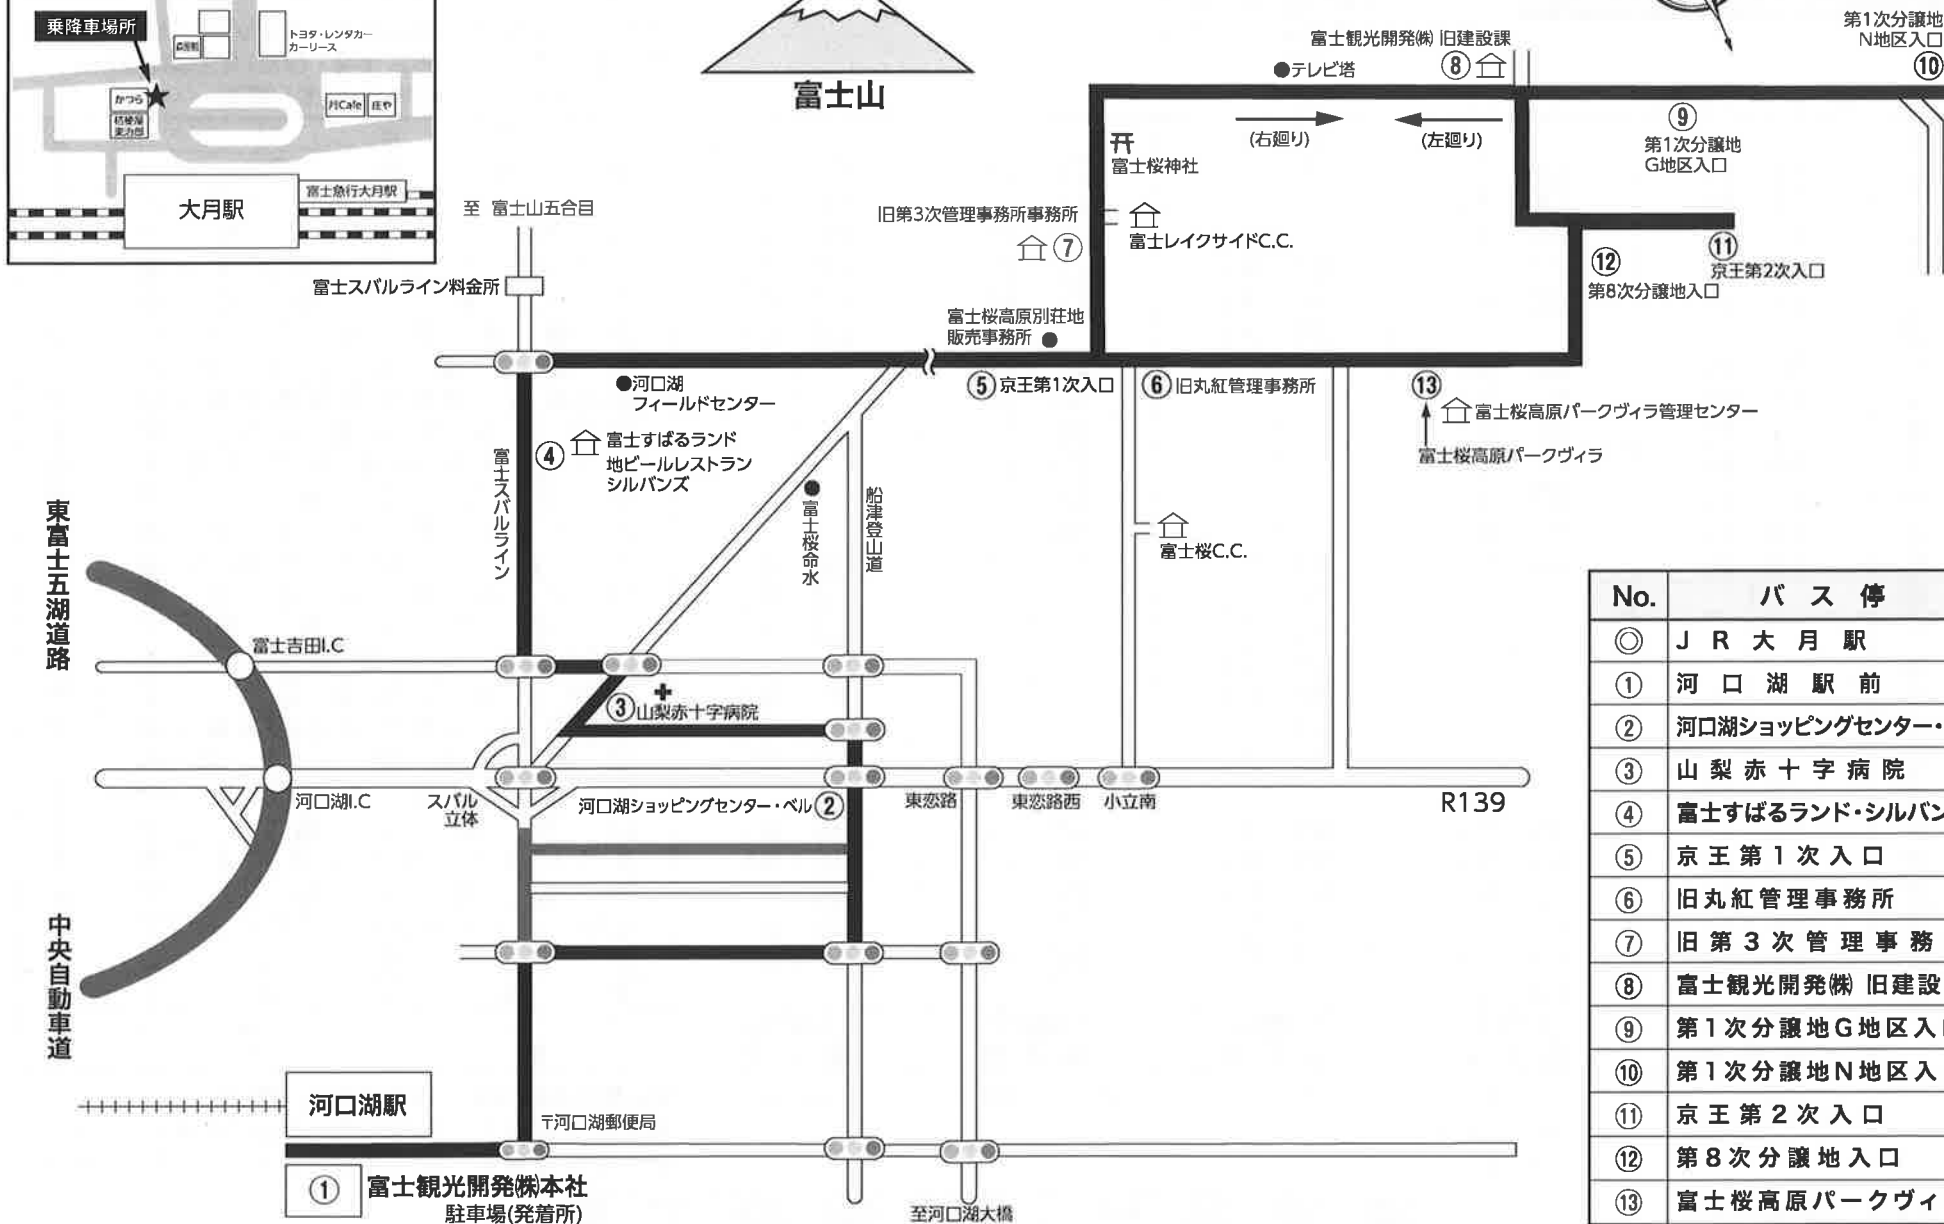 乗降車場所
トヨタ・レンタカー
カーリース
かつら
月Cafe
庄や
大月駅
富士急行大月駅
富士山
第1次分譲地
N地区入口
⑩
富士観光開発㈱ 旧建設課
●テレビ塔
⑧
(右廻り)
(左廻り)
⑨
第1次分譲地
G地区入口
富士桜神社
至 富士山五合目
旧第3次管理事務所事務所
⑦
富士レイクサイドC.C.
⑪
京王第2次入口
⑫
第8次分譲地入口
富士スバルライン料金所
富士桜高原別荘地
販売事務所 ●
●河口湖
フィールドセンター
⑤京王第1次入口
⑥旧丸紅管理事務所
⑬
富士桜高原パークヴィラ管理センター
富士桜高原パークヴィラ
④
富士すばるランド
地ビールレストラン
シルバンズ
富士スバルライン
富士桜命水
船津登山道
富士桜C.C.
東富士五湖道路
富士吉田I.C
③山梨赤十字病院
河口湖I.C
スバル
立体
河口湖ショッピングセンター・ベル②
東恋路
東恋路西
小立南
R139
中央自動車道
河口湖駅
〒河口湖郵便局
①
富士観光開発㈱本社
駐車場(発着所)
至河口湖大橋
No. バス停
◎ JR大月駅
① 河口湖駅前
② 河口湖ショッピングセンター・
③ 山梨赤十字病院
④ 富士すばるランド・シルバン
⑤ 京王第1次入口
⑥ 旧丸紅管理事務所
⑦ 旧第3次管理事務
⑧ 富士観光開発㈱ 旧建設
⑨ 第1次分譲地G地区入
⑩ 第1次分譲地N地区入
⑪ 京王第2次入口
⑫ 第8次分譲地入口
⑬ 富士桜高原パークヴィ